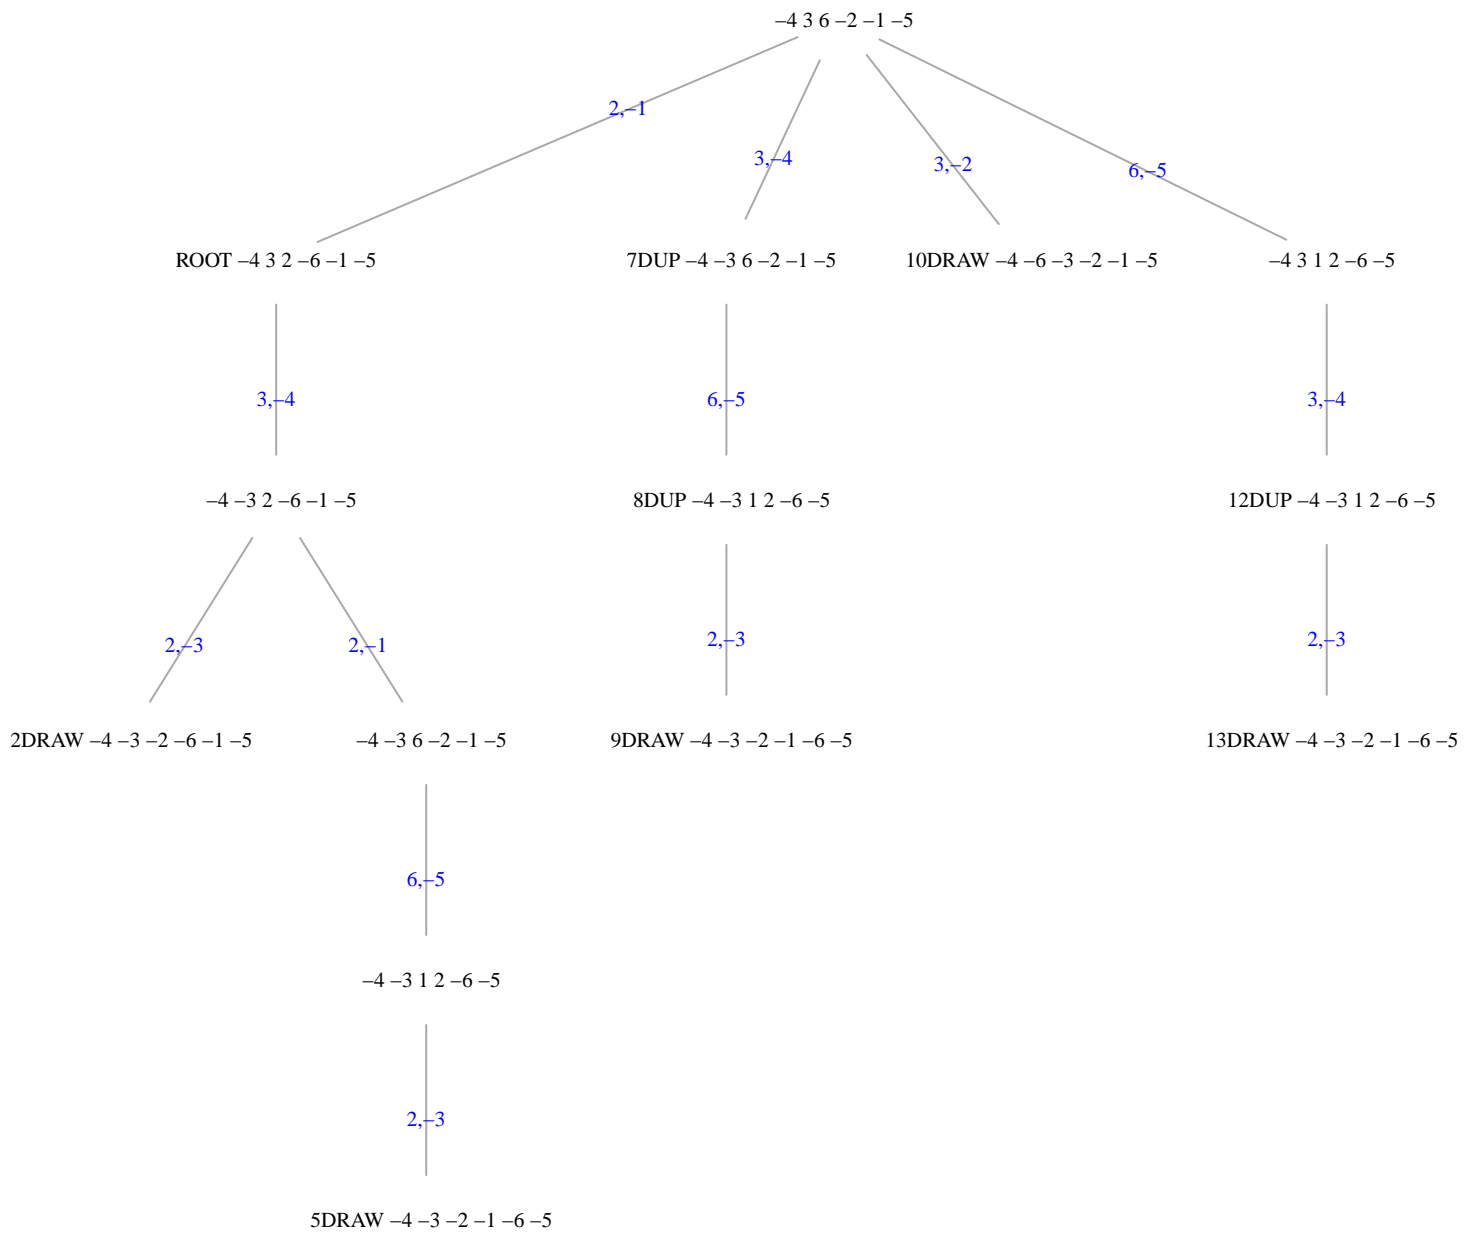 –4 3 6 –2 –1 –5
2,–1
3,–4
3,–2
6,–5
ROOT –4 3 2 –6 –1 –5
7DUP –4 –3 6 –2 –1 –5
10DRAW –4 –6 –3 –2 –1 –5
–4 3 1 2 –6 –5
3,–4
6,–5
3,–4
–4 –3 2 –6 –1 –5
8DUP –4 –3 1 2 –6 –5
12DUP –4 –3 1 2 –6 –5
2,–3
2,–1
2,–3
2,–3
2DRAW –4 –3 –2 –6 –1 –5
–4 –3 6 –2 –1 –5
9DRAW –4 –3 –2 –1 –6 –5
13DRAW –4 –3 –2 –1 –6 –5
6,–5
–4 –3 1 2 –6 –5
2,–3
5DRAW –4 –3 –2 –1 –6 –5